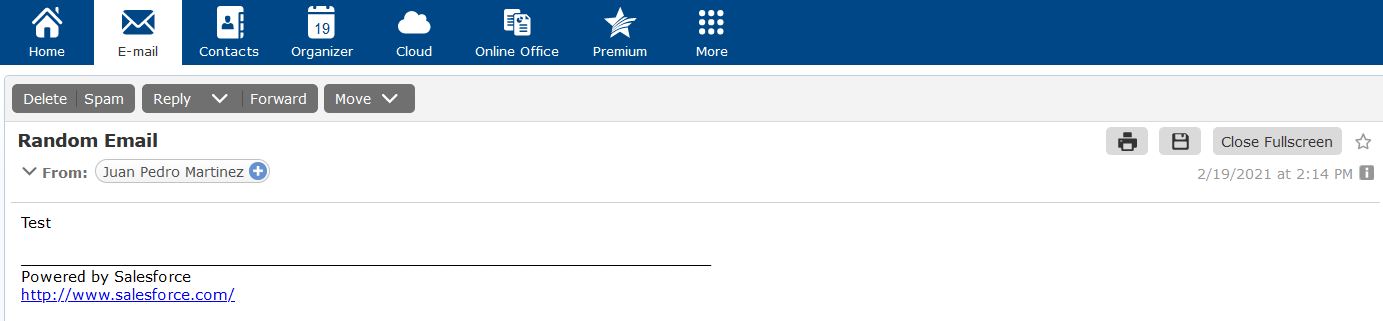 Home E-mail Contacts 19 Organizer Cloud Online Office Premium More
Delete Spam Reply Forward Move
Random Email Close Fullscreen
From: Juan Pedro Martinez 2/19/2021 at 2:14 PM
Test
Powered by Salesforce
http://www.salesforce.com/